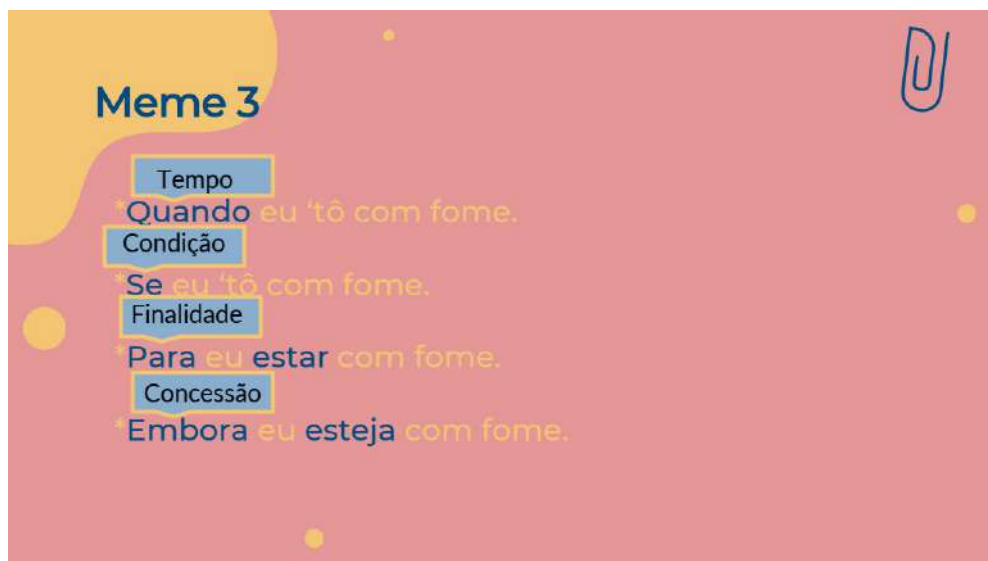 Meme 3
Tempo
*Quando eu ‘tô com fome.
Condição
*Se eu ‘tô com fome.
Finalidade
*Para eu estar com fome.
Concessão
*Embora eu esteja com fome.